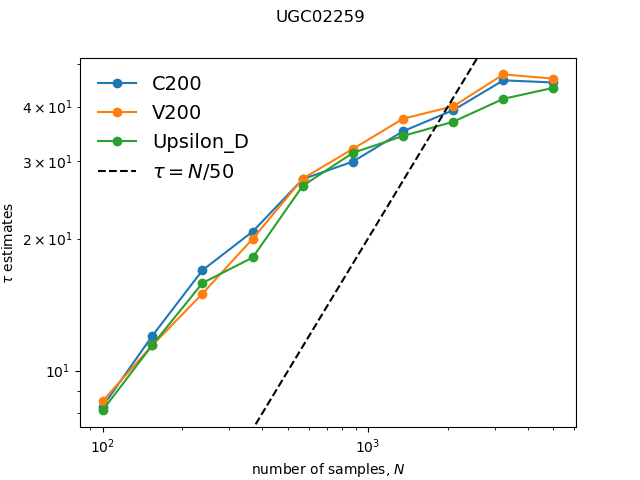 UGC02259
C200
V200
Upsilon_D
τ = N/50
4 × 10¹
3 × 10¹
2 × 10¹
10¹
τ estimates
10² 10³
number of samples, N